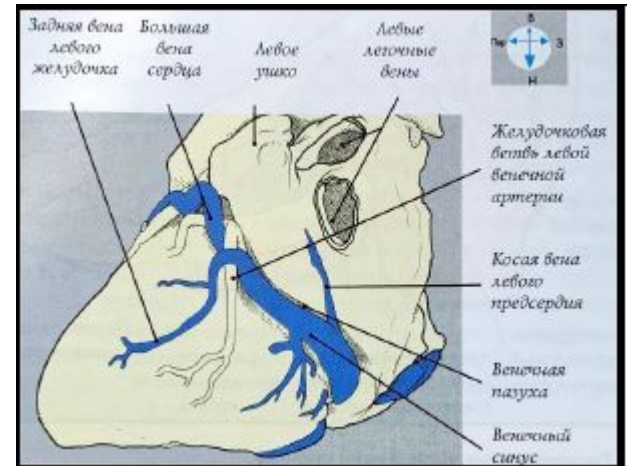 Задняя вена
левого
желудочка
Большая
вена
сердца
Левое
ушко
Левые
легочные
вены
В
Пер
З
Н
Желудочковая
ветвь левой
венечной
артерии
Косая вена
левого
предсердия
Венечная
пазуха
Венечный
синус